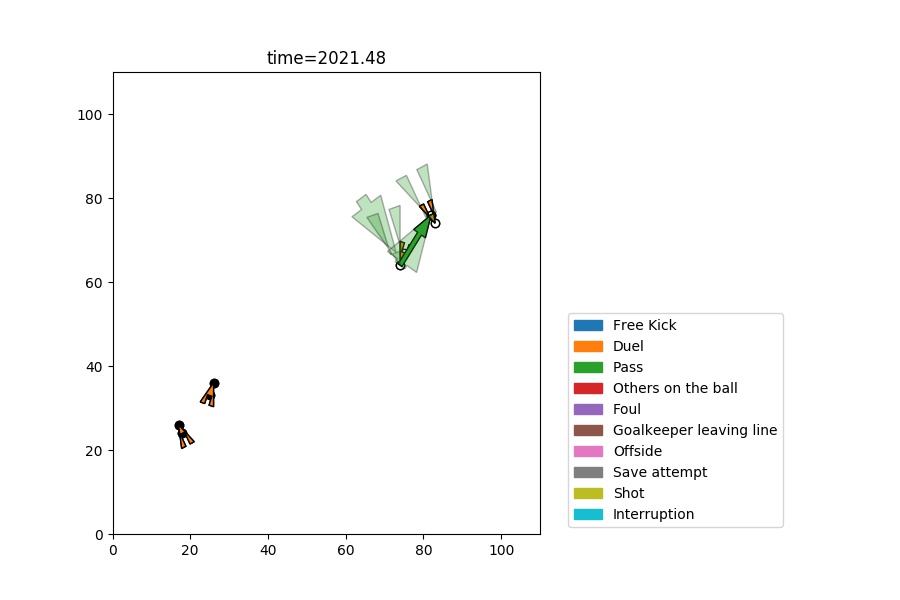 time=2021.48
100
80
60
40
20
0
0 20 40 60 80 100
Free Kick
Duel
Pass
Others on the ball
Foul
Goalkeeper leaving line
Offside
Save attempt
Shot
Interruption